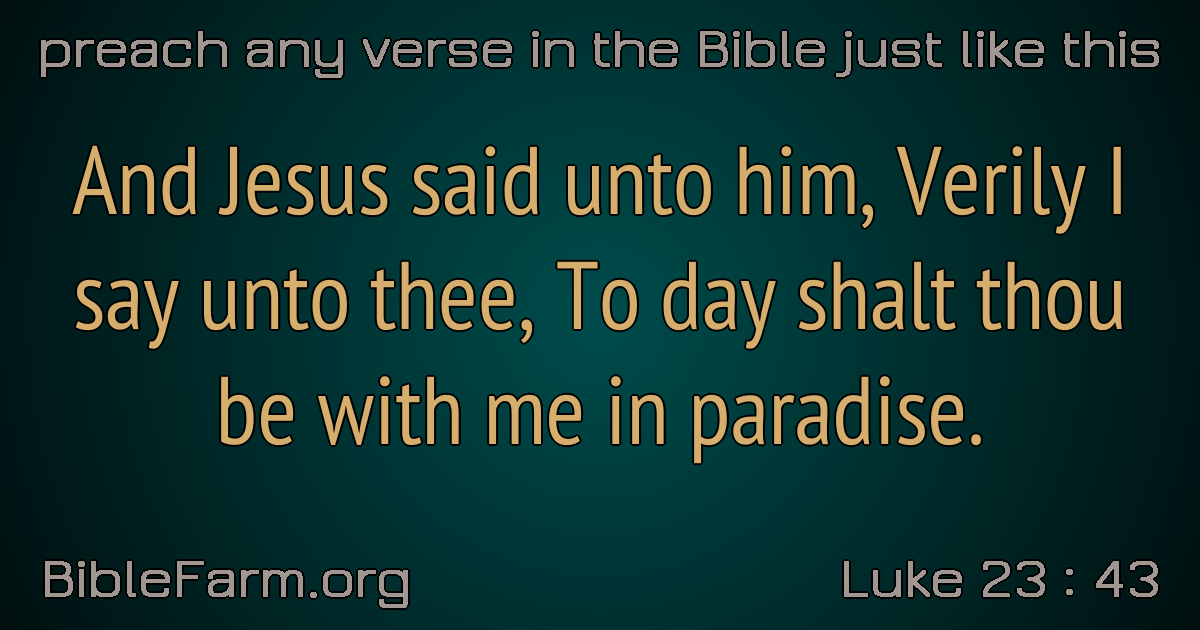 preach any verse in the Bible just like this
And Jesus said unto him, Verily I
say unto thee, To day shalt thou
be with me in paradise.
BibleFarm.org
Luke 23 : 43